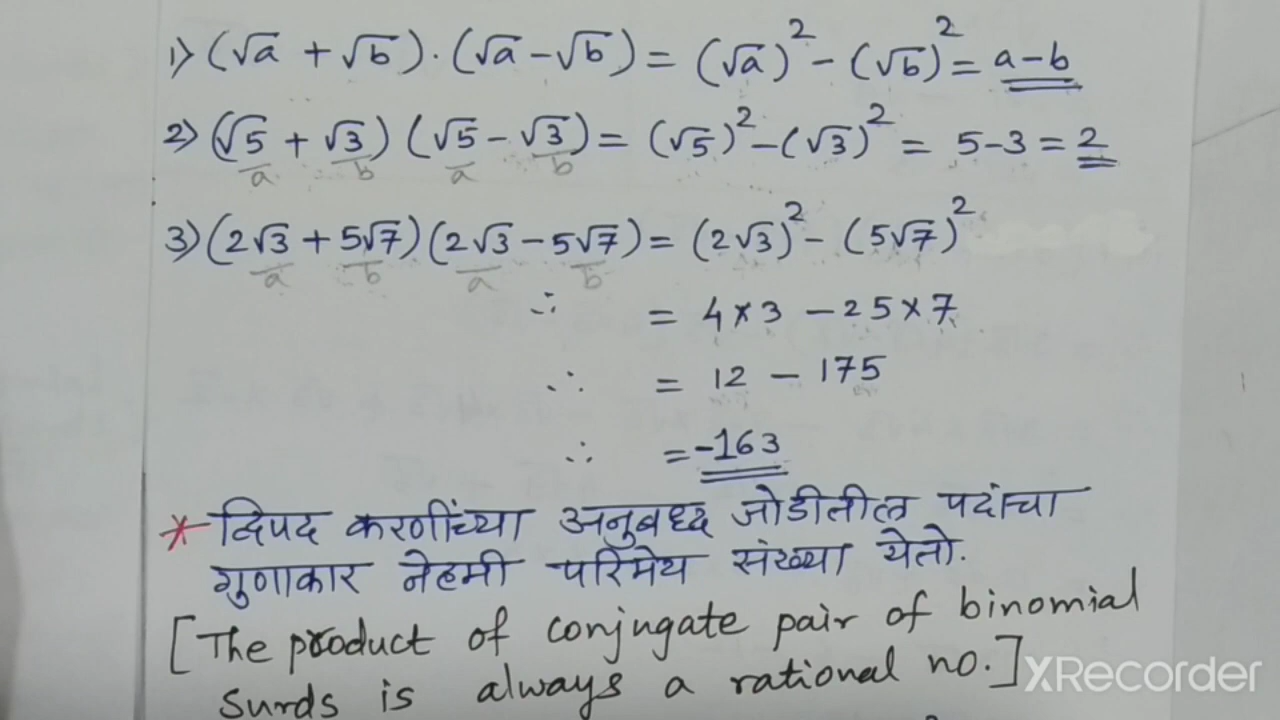 1) (√a + √b) · (√a - √b) = (√a)² - (√b)² = a - b
2) (√5 + √3) (√5 - √3) = (√5)² - (√3)² = 5 - 3 = 2
a b a b
3) (2√3 + 5√7) (2√3 - 5√7) = (2√3)² - (5√7)²
a b a b
∴ = 4 × 3 - 25 × 7
∴ = 12 - 175
∴ = -163
* द्विपद करणींच्या अनुबध्द जोडीतील पदांचा
गुणाकार नेहमी परिमेय संख्या येतो.
[The product of conjugate pair of binomial
surds is always a rational no.]
XRecorder